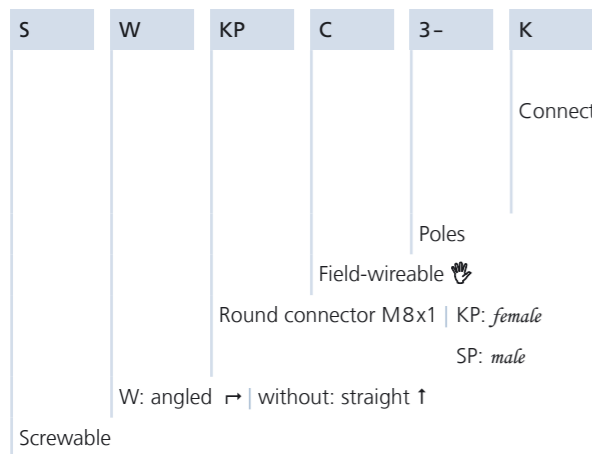 S W KP C 3– K
Connect
Poles
Field-wireable
Round connector M8x1 | KP: female
SP: male
W: angled ↱ | without: straight ↑
Screwable